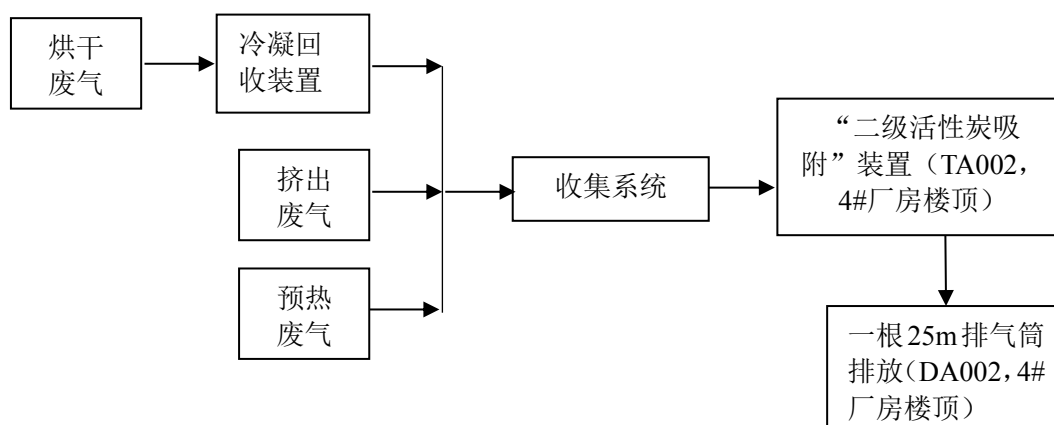 烘干
废气
冷凝回
收装置
挤出
废气
预热
废气
收集系统
“二级活性炭吸
附”装置（TA002，
4#厂房楼顶）
一根25m排气筒
排放（DA002，4#
厂房楼顶）